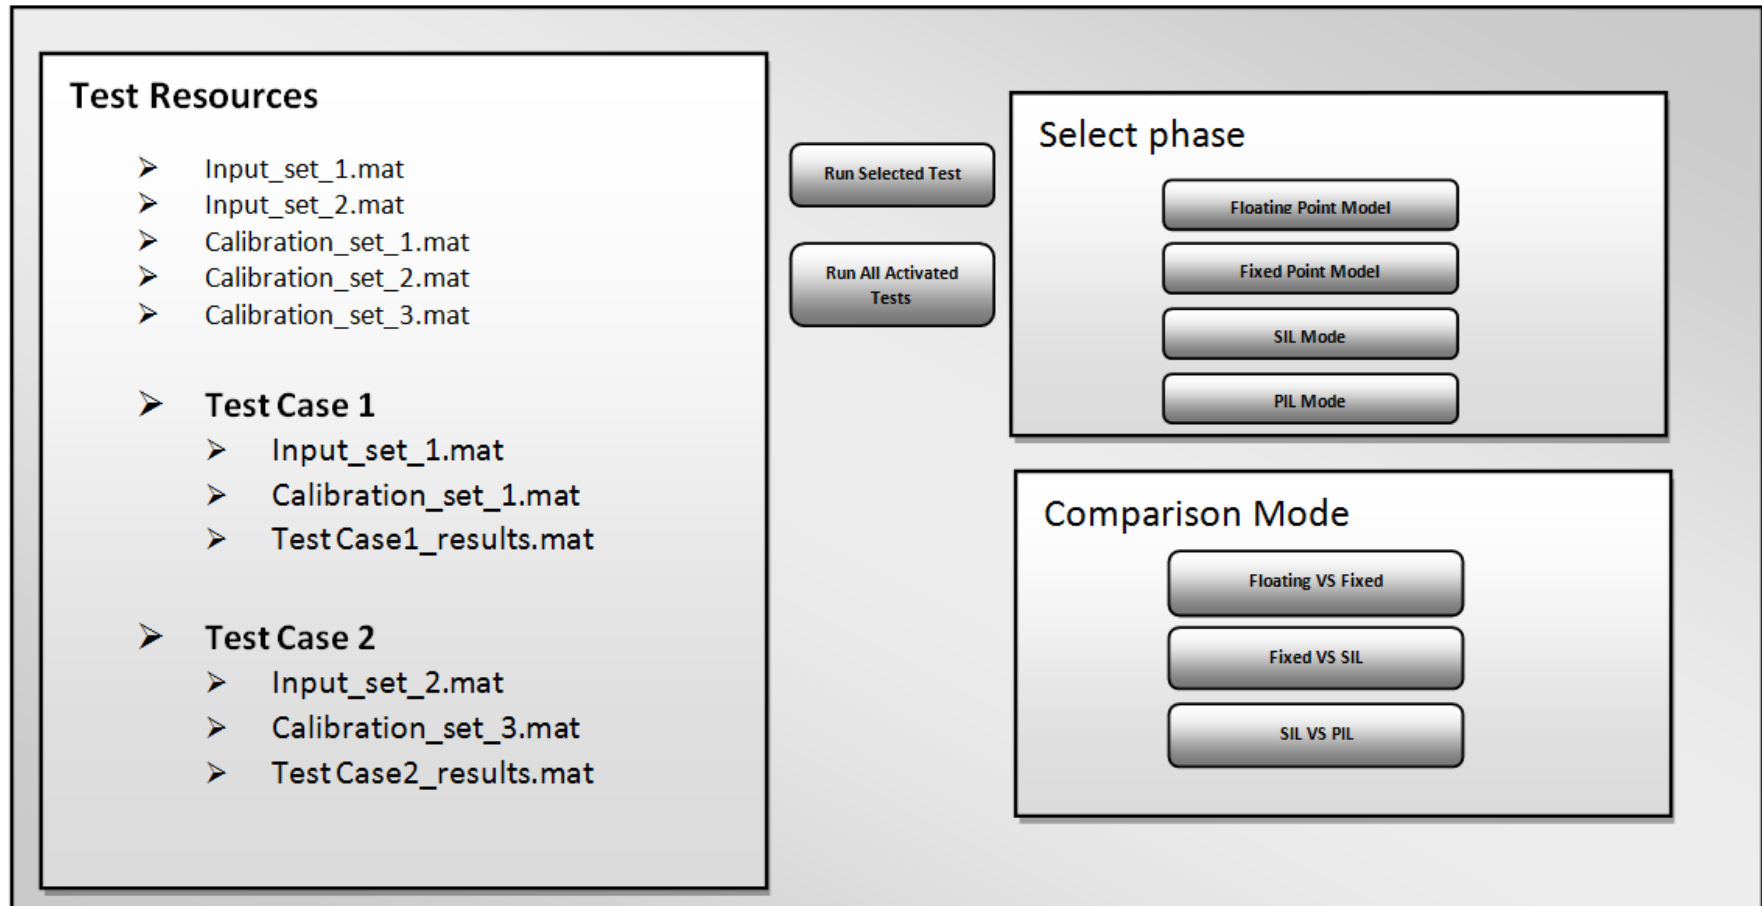 Test Resources
Input_set_1.mat
Input_set_2.mat
Calibration_set_1.mat
Calibration_set_2.mat
Calibration_set_3.mat
Test Case 1
Input_set_1.mat
Calibration_set_1.mat
Test Case1_results.mat
Test Case 2
Input_set_2.mat
Calibration_set_3.mat
Test Case2_results.mat
Run Selected Test
Run All Activated
Tests
Select phase
Floating Point Model
Fixed Point Model
SIL Mode
PIL Mode
Comparison Mode
Floating VS Fixed
Fixed VS SIL
SIL VS PIL